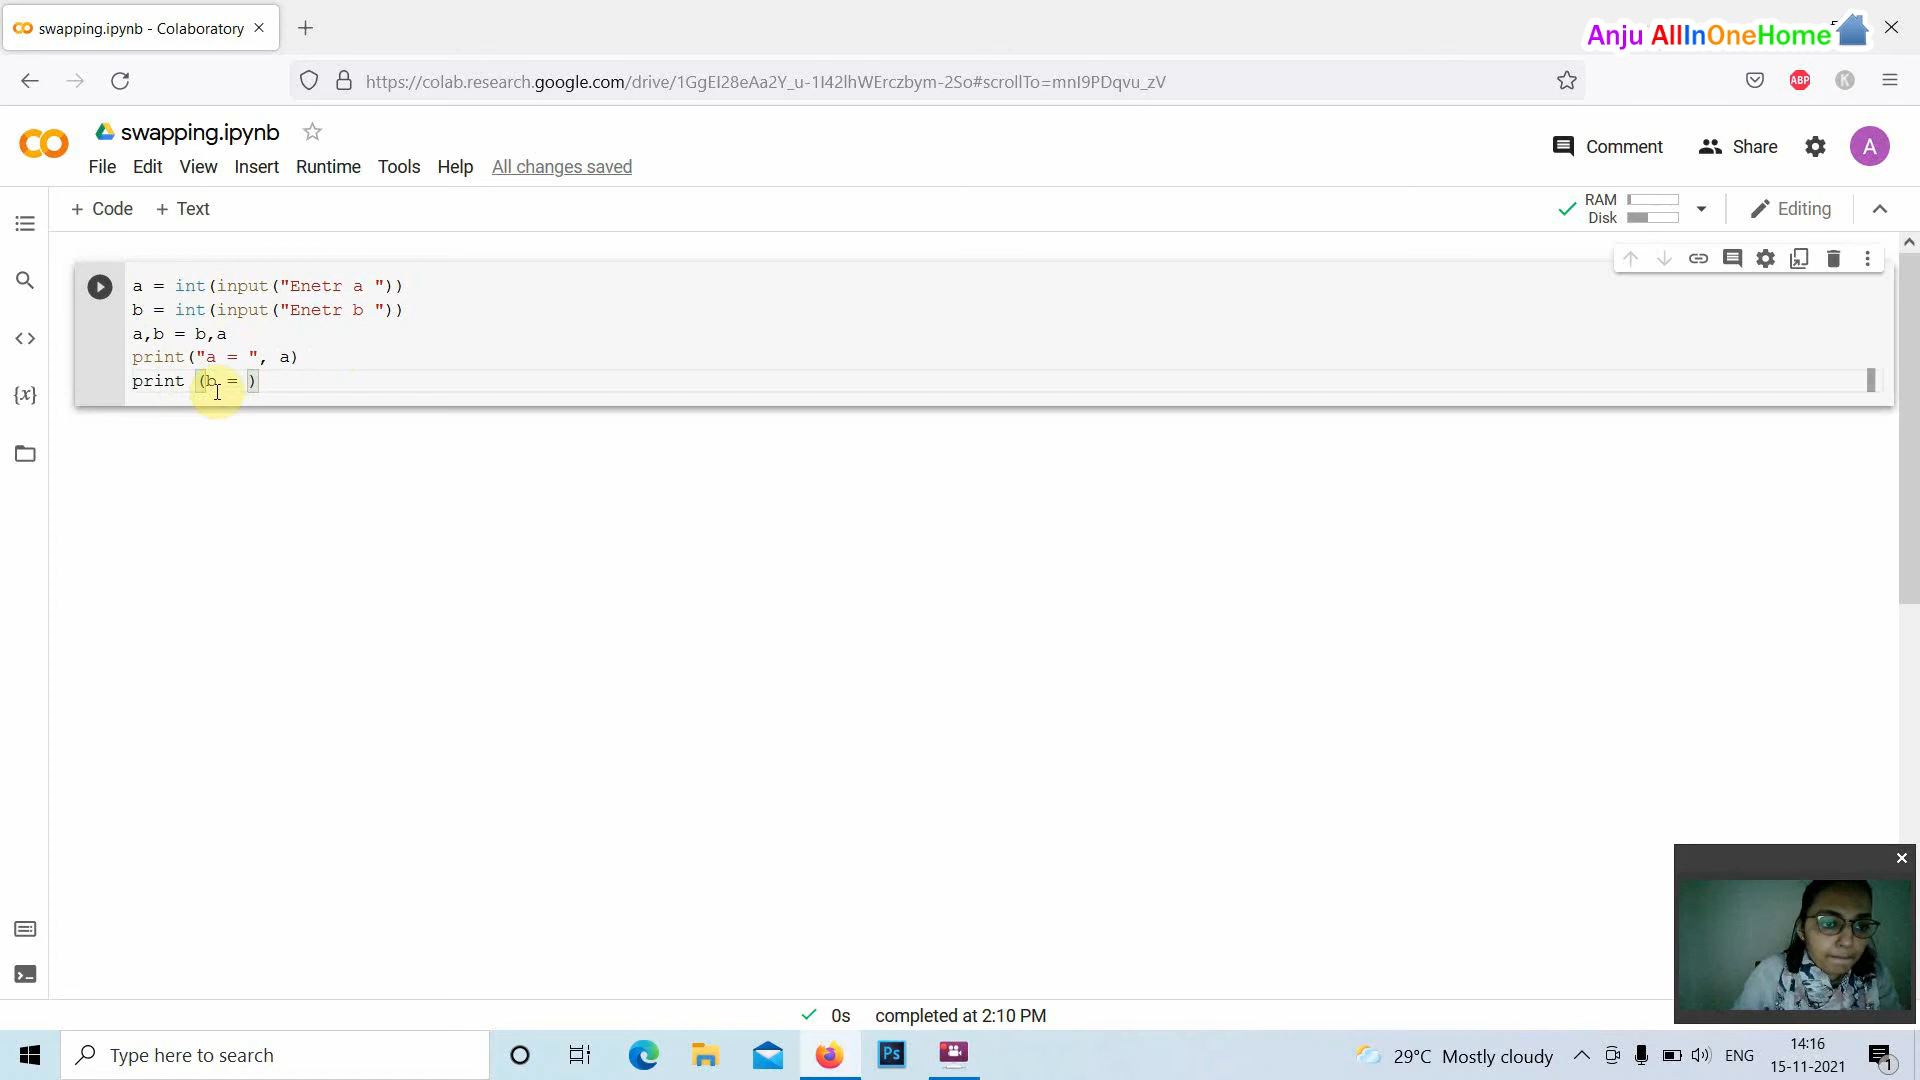 swapping.ipynb - Colaboratory
Anju AllInOneHome
https://colab.research.google.com/drive/1GgEI28eAa2Y_u-1I42lhWErczbym-2So#scrollTo=mnI9PDqvu_zV
ABP
K
swapping.ipynb
File Edit View Insert Runtime Tools Help All changes saved
Comment
Share
A
+ Code + Text
RAM
Disk
Editing
a = int(input("Enetr a "))
b = int(input("Enetr b "))
a,b = b,a
print("a = ", a)
print (b = )
{x}
0s completed at 2:10 PM
Type here to search
Ps
29°C Mostly cloudy
ENG
14:16
15-11-2021
1